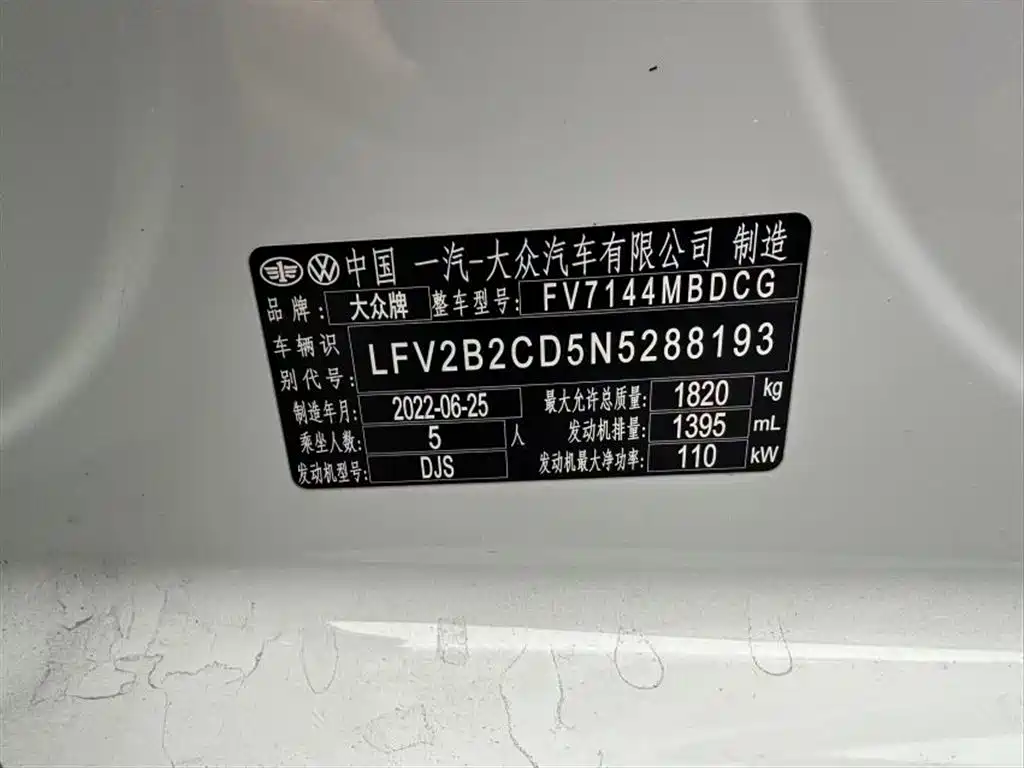 中国 一汽-大众汽车有限公司 制造
品牌: 大众牌 整车型号: FV7144MBDCG
车辆识别代号: LFV2B2CD5N5288193
制造年月: 2022-06-25 最大允许总质量: 1820 kg
乘坐人数: 5 人 发动机排量: 1395 mL
发动机型号: DJS 发动机最大净功率: 110 kW